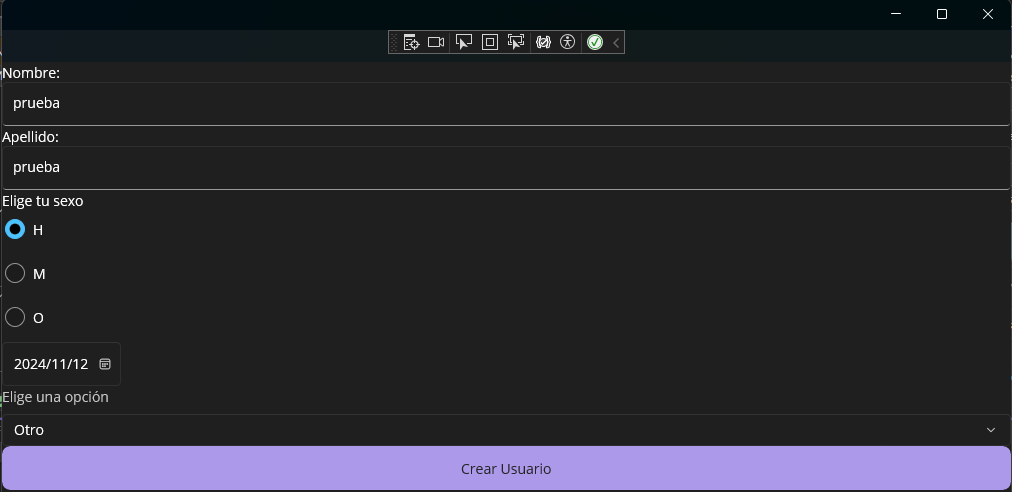 Nombre:
prueba
Apellido:
prueba
Elige tu sexo
H
M
O
2024/11/12
Elige una opción
Otro
Crear Usuario